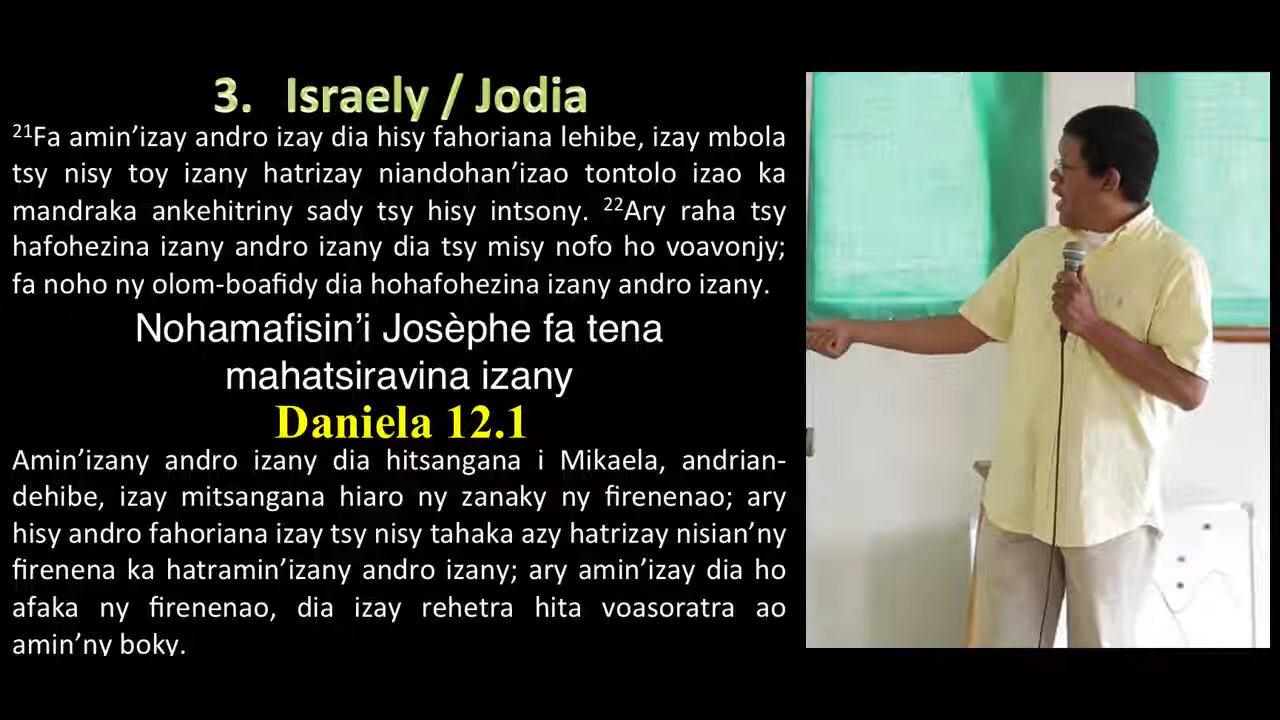 3. Israely / Jodia
²¹Fa amin’izay andro izay dia hisy fahoriana lehibe, izay mbola
tsy nisy toy izany hatrizay niandohan’izao tontolo izao ka
mandraka ankehitriny sady tsy hisy intsony. ²²Ary raha tsy
hafohezina izany andro izany dia tsy misy nofo ho voavonjy;
fa noho ny olom-boafidy dia hohafohezina izany andro izany.
Nohamafisin’i Josèphe fa tena
mahatsiravina izany
Daniela 12.1
Amin’izany andro izany dia hitsangana i Mikaela, andrian-
dehibe, izay mitsangana hiaro ny zanaky ny firenenao; ary
hisy andro fahoriana izay tsy nisy tahaka azy hatrizay nisian’ny
firenena ka hatramin’izany andro izany; ary amin’izay dia ho
afaka ny firenenao, dia izay rehetra hita voasoratra ao
amin’ny boky.